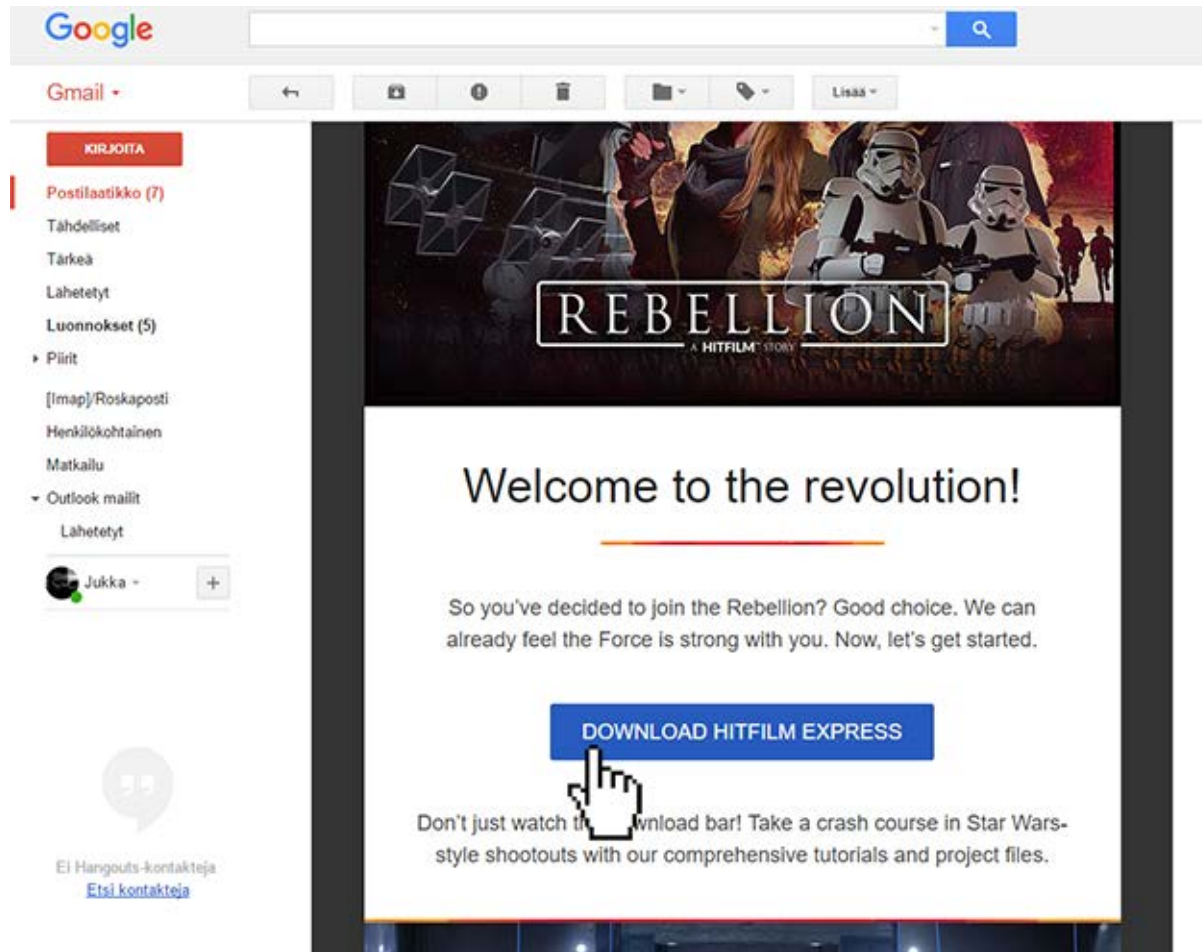 Google
Gmail
Lisää
KIRJOITA
Postilaatikko (7)
Tähdelliset
Tärkeä
Lähetetyt
Luonnokset (5)
Piirit
[Imap]/Roskaposti
Henkilökohtainen
Matkailu
Outlook mailit
Lähetetyt
Jukka
+
Ei Hangouts-kontakteja
Etsi kontakteja
REBELLION
A HITFILM™ STORY
Welcome to the revolution!
So you've decided to join the Rebellion? Good choice. We can
already feel the Force is strong with you. Now, let's get started.
DOWNLOAD HITFILM EXPRESS
Don't just watch th wnload bar! Take a crash course in Star Wars-
style shootouts with our comprehensive tutorials and project files.